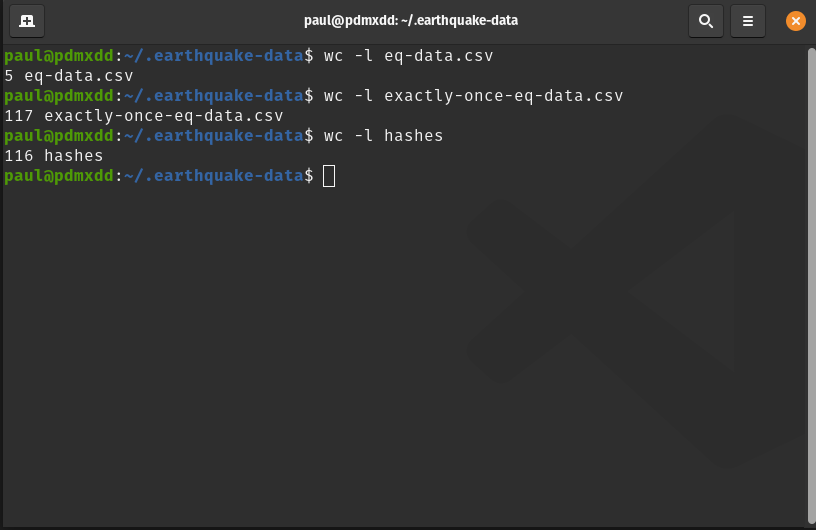 paul@pdmxdd: ~/.earthquake-data
paul@pdmxdd:~/.earthquake-data$ wc -l eq-data.csv
5 eq-data.csv
paul@pdmxdd:~/.earthquake-data$ wc -l exactly-once-eq-data.csv
117 exactly-once-eq-data.csv
paul@pdmxdd:~/.earthquake-data$ wc -l hashes
116 hashes
paul@pdmxdd:~/.earthquake-data$